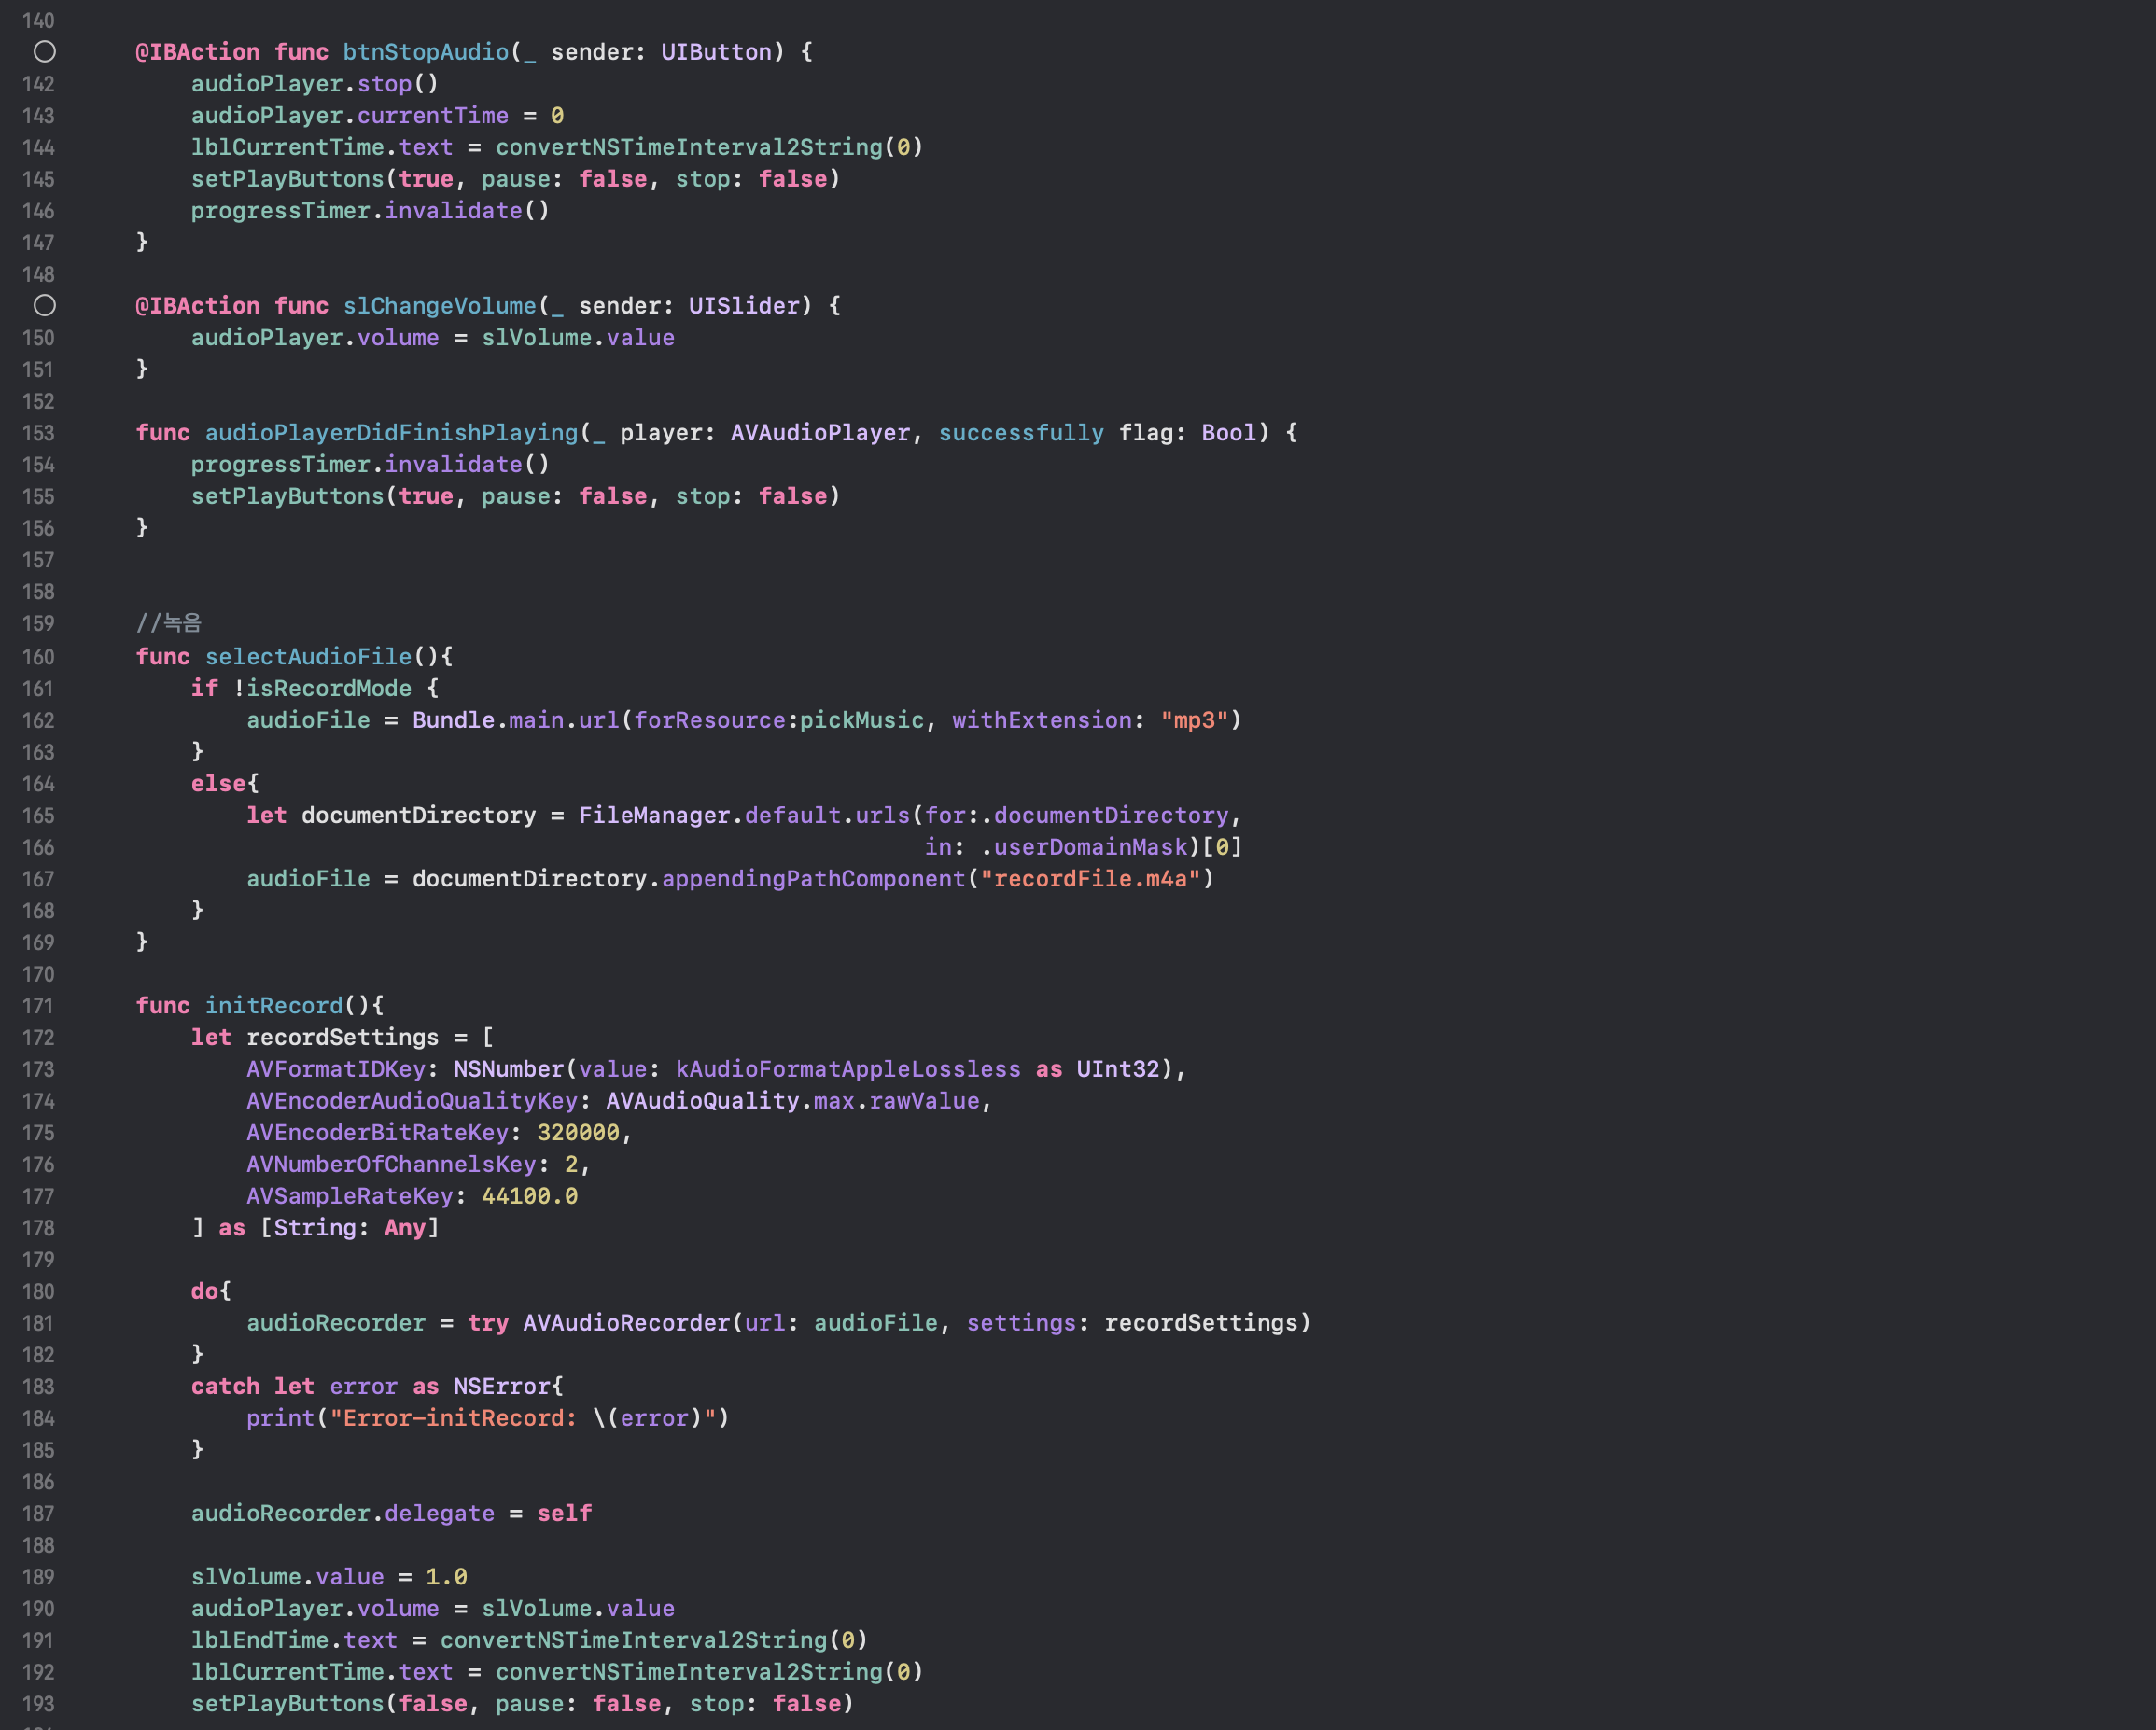 140
@IBAction func btnStopAudio(_ sender: UIButton) {
142 audioPlayer.stop()
143 audioPlayer.currentTime = 0
144 lblCurrentTime.text = convertNSTimeInterval2String(0)
145 setPlayButtons(true, pause: false, stop: false)
146 progressTimer.invalidate()
147 }
148
@IBAction func slChangeVolume(_ sender: UISlider) {
150 audioPlayer.volume = slVolume.value
151 }
152
153 func audioPlayerDidFinishPlaying(_ player: AVAudioPlayer, successfully flag: Bool) {
154 progressTimer.invalidate()
155 setPlayButtons(true, pause: false, stop: false)
156 }
157
158
159 //녹음
160 func selectAudioFile(){
161 if !isRecordMode {
162 audioFile = Bundle.main.url(forResource:pickMusic, withExtension: "mp3")
163 }
164 else{
165 let documentDirectory = FileManager.default.urls(for:.documentDirectory,
166 in: .userDomainMask)[0]
167 audioFile = documentDirectory.appendingPathComponent("recordFile.m4a")
168 }
169 }
170
171 func initRecord(){
172 let recordSettings = [
173 AVFormatIDKey: NSNumber(value: kAudioFormatAppleLossless as UInt32),
174 AVEncoderAudioQualityKey: AVAudioQuality.max.rawValue,
175 AVEncoderBitRateKey: 320000,
176 AVNumberOfChannelsKey: 2,
177 AVSampleRateKey: 44100.0
178 ] as [String: Any]
179
180 do{
181 audioRecorder = try AVAudioRecorder(url: audioFile, settings: recordSettings)
182 }
183 catch let error as NSError{
184 print("Error-initRecord: \(error)")
185 }
186
187 audioRecorder.delegate = self
188
189 slVolume.value = 1.0
190 audioPlayer.volume = slVolume.value
191 lblEndTime.text = convertNSTimeInterval2String(0)
192 lblCurrentTime.text = convertNSTimeInterval2String(0)
193 setPlayButtons(false, pause: false, stop: false)